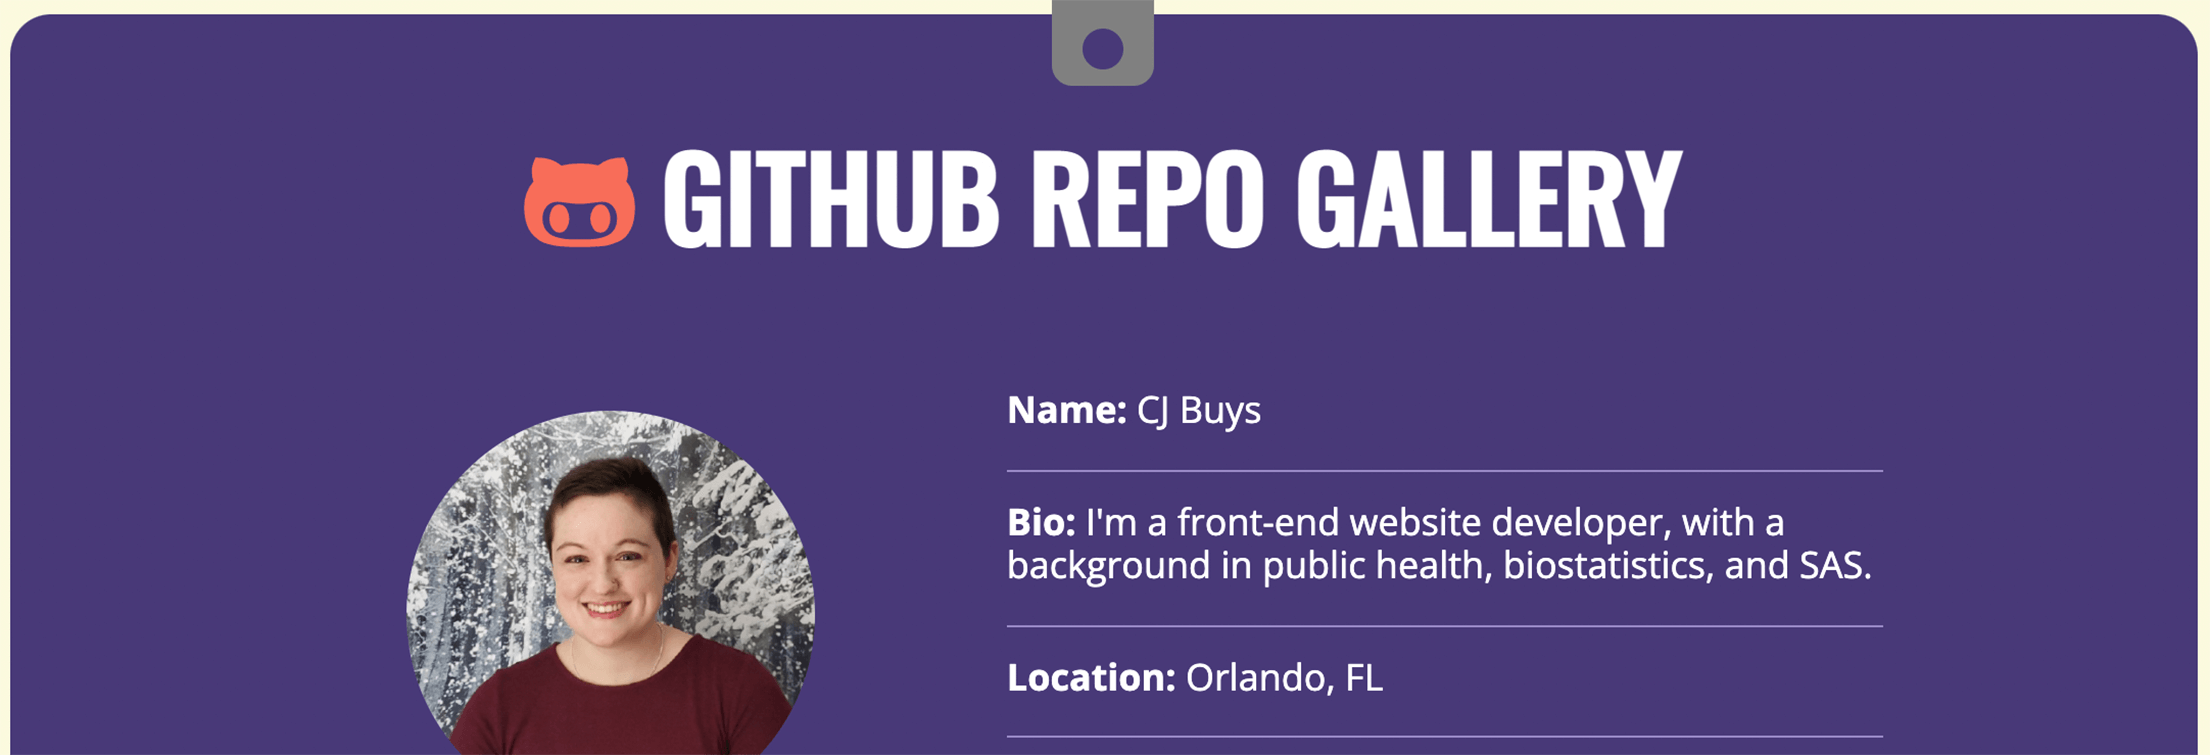 GITHUB REPO GALLERY
Name: CJ Buys
Bio: I'm a front-end website developer, with a
background in public health, biostatistics, and SAS.
Location: Orlando, FL